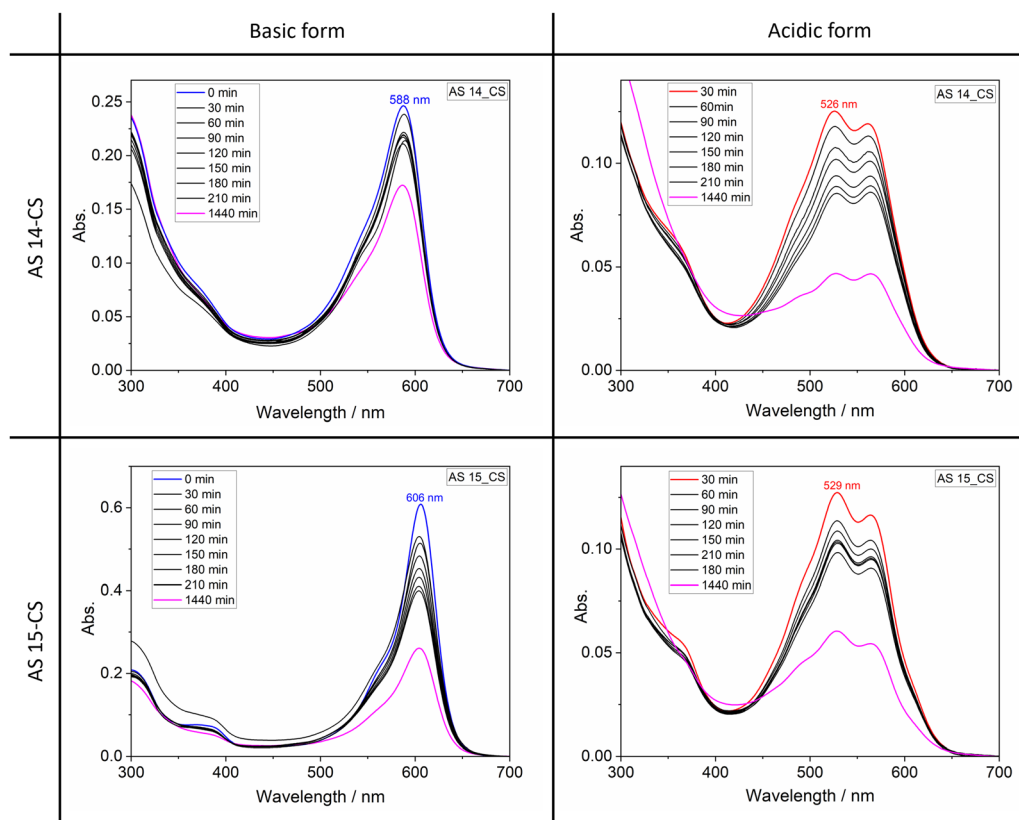 Basic form
Acidic form
AS 14-CS
0.25
0.20
0.15
0.10
0.05
0.00
Abs.
0 min
30 min
60 min
90 min
120 min
150 min
180 min
210 min
1440 min
588 nm
AS 14_CS
300 400 500 600 700
Wavelength / nm
0.10
0.05
0.00
Abs.
30 min
60min
90 min
120 min
150 min
180 min
210 min
1440 min
526 nm
AS 14_CS
300 400 500 600 700
Wavelength / nm
AS 15-CS
0.6
0.4
0.2
0.0
Abs.
0 min
30 min
60 min
90 min
120 min
150 min
180 min
210 min
1440 min
606 nm
AS 15_CS
300 400 500 600 700
Wavelength / nm
0.10
0.05
0.00
Abs.
30 min
60 min
90 min
120 min
150 min
210 min
180 min
1440 min
529 nm
AS 15_CS
300 400 500 600 700
Wavelength / nm